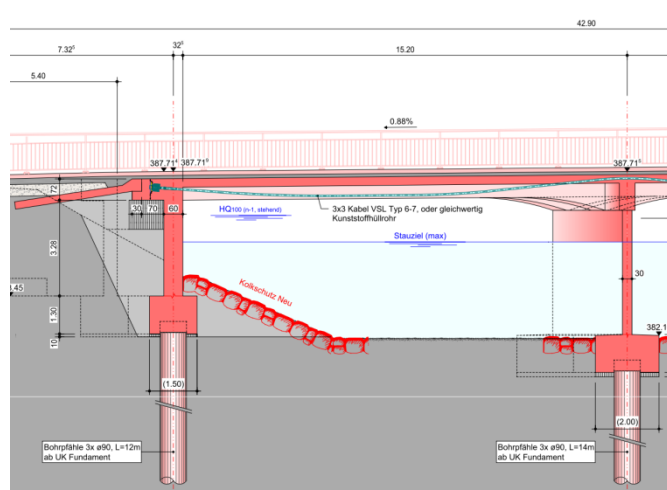 42.90
7.32⁵
32⁵
15.20
5.40
0.88%
387.71⁴
387.71⁰
387.71⁵
72
30
70
60
3x3 Kabel VSL Typ 6-7, oder gleichwertig
Kunststoffhüllrohr
HQ100 (n-1, stehend)
Stauziel (max)
3.28
Kolkschutz Neu
30
.45
1.30
10
382.1
(1.50)
(2.00)
Bohrpfähle 3x ø90, L=12m
ab UK Fundament
Bohrpfähle 3x ø90, L=14m
ab UK Fundament